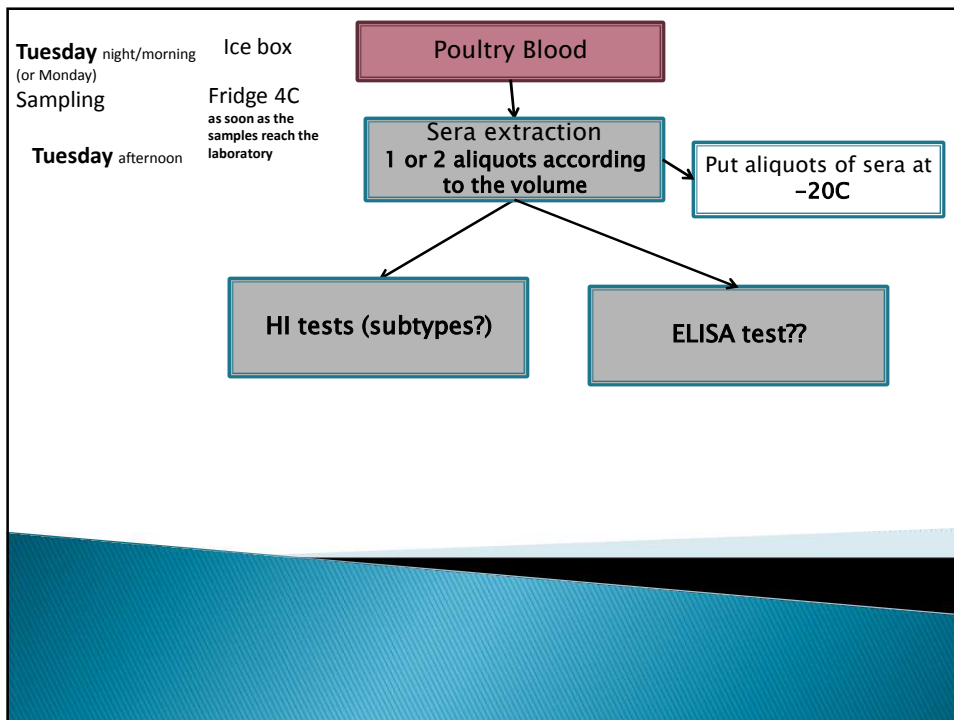 Tuesday night/morning
(or Monday)
Sampling
Ice box
Fridge 4C
as soon as the
samples reach the
laboratory
Tuesday afternoon
Poultry Blood
Sera extraction
1 or 2 aliquots according
to the volume
Put aliquots of sera at
-20C
HI tests (subtypes?)
ELISA test??